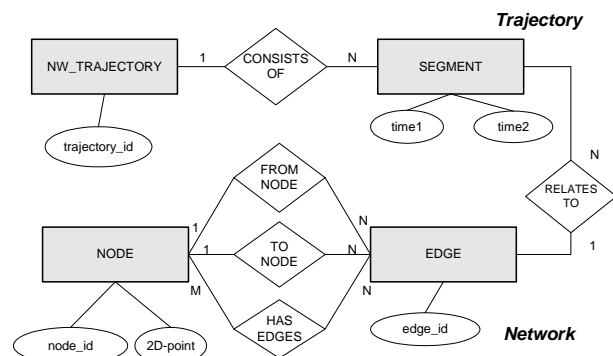 Trajectory
NW_TRAJECTORY
1
CONSISTS
OF
N
SEGMENT
trajectory_id
time1
time2
N
RELATES
TO
1
FROM
NODE
1
N
NODE
1
TO
NODE
N
EDGE
M
N
HAS
EDGES
node_id
2D-point
edge_id
Network